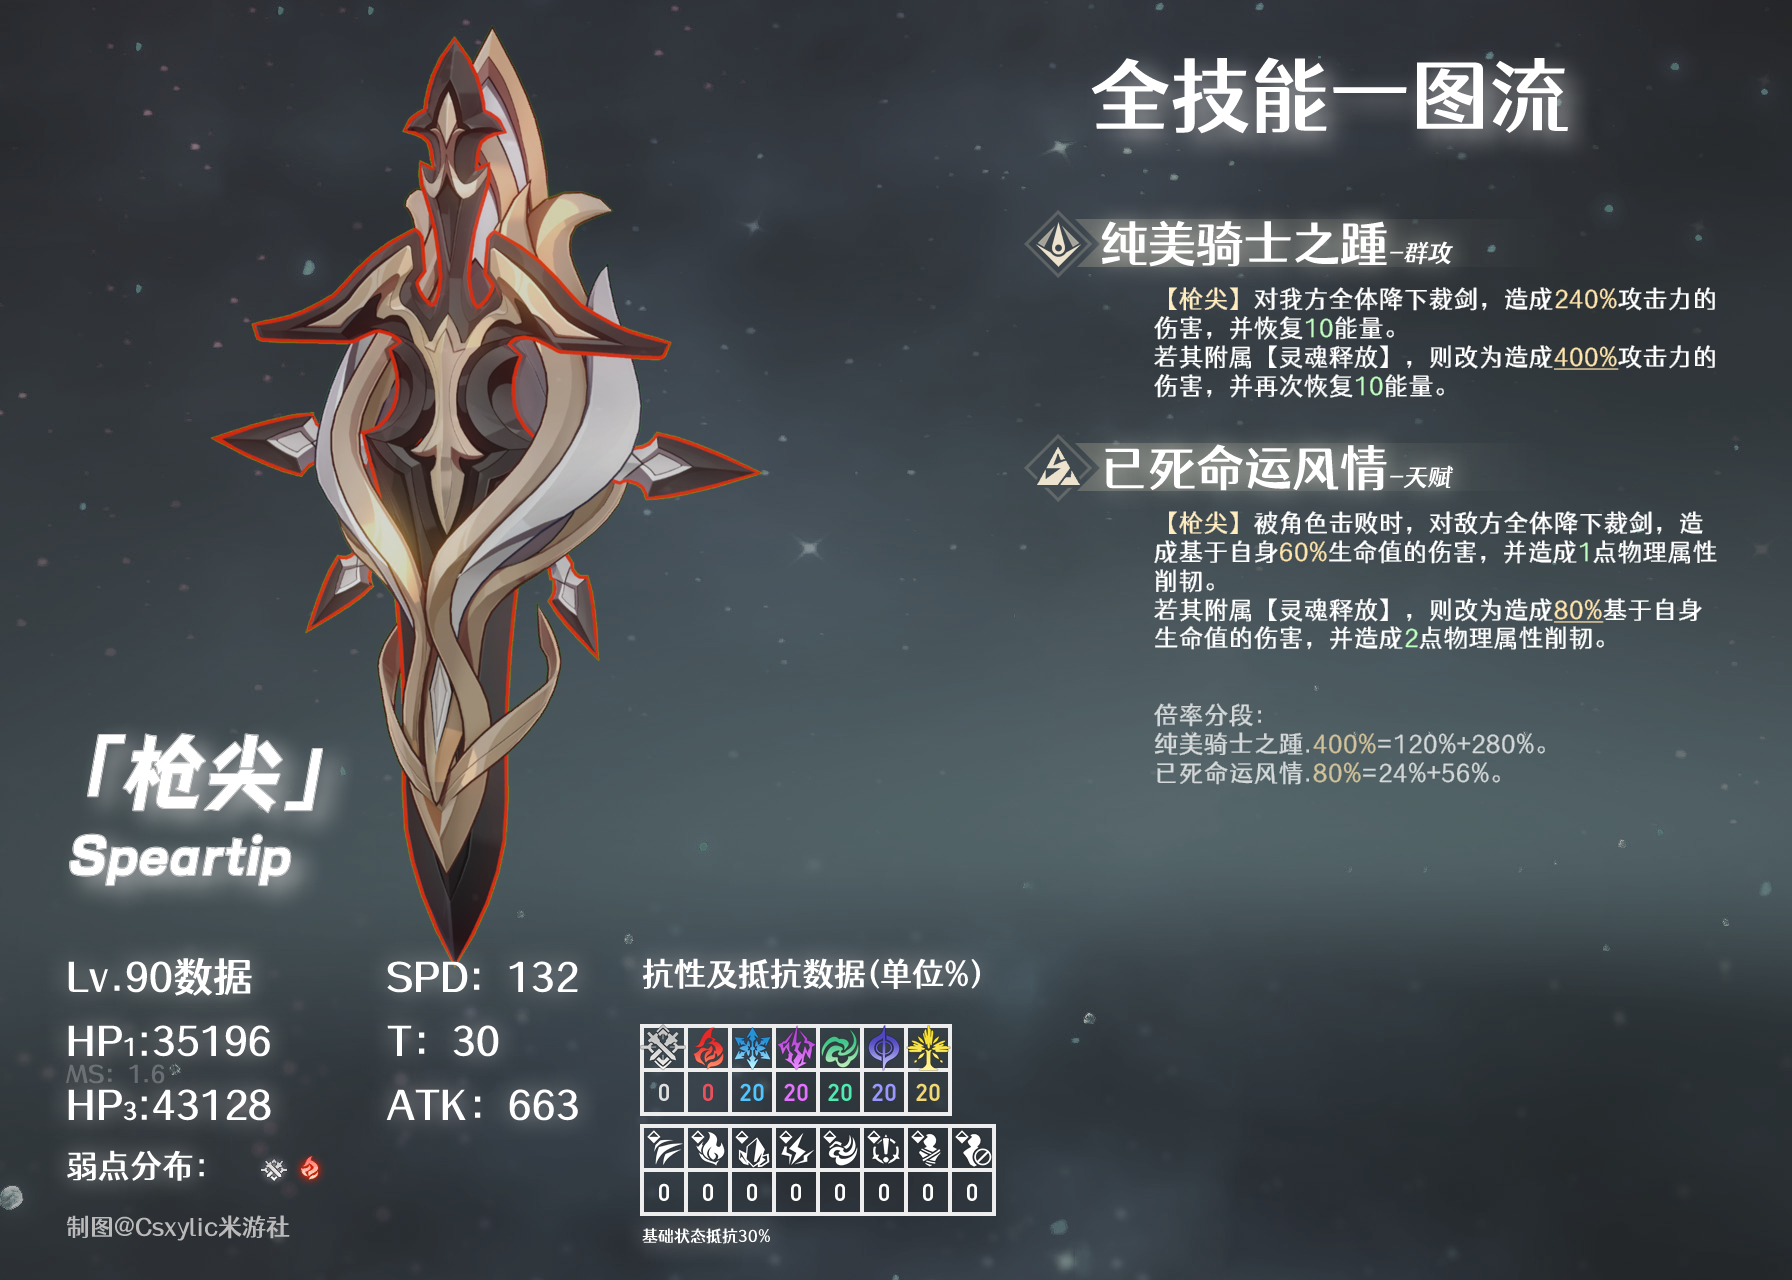 全技能一图流
纯美骑士之踵-群攻
【枪尖】对我方全体降下裁剑，造成240%攻击力的
伤害，并恢复10能量。
若其附属【灵魂释放】，则改为造成400%攻击力的
伤害，并再次恢复10能量。
已死命运风情-天赋
【枪尖】被角色击败时，对敌方全体降下裁剑，造
成基于自身60%生命值的伤害，并造成1点物理属性
削韧。
若其附属【灵魂释放】，则改为造成80%基于自身
生命值的伤害，并造成2点物理属性削韧。
倍率分段：
纯美骑士之踵.400%=120%+280%。
已死命运风情.80%=24%+56%。
「枪尖」
Speartip
Lv.90数据
SPD：132
HP1:35196
T：30
MS：1.6
HP3:43128
ATK：663
弱点分布：
制图@Csxylic米游社
抗性及抵抗数据(单位%)
0 0 20 20 20 20 20
0 0 0 0 0 0 0 0
基础状态抵抗30%